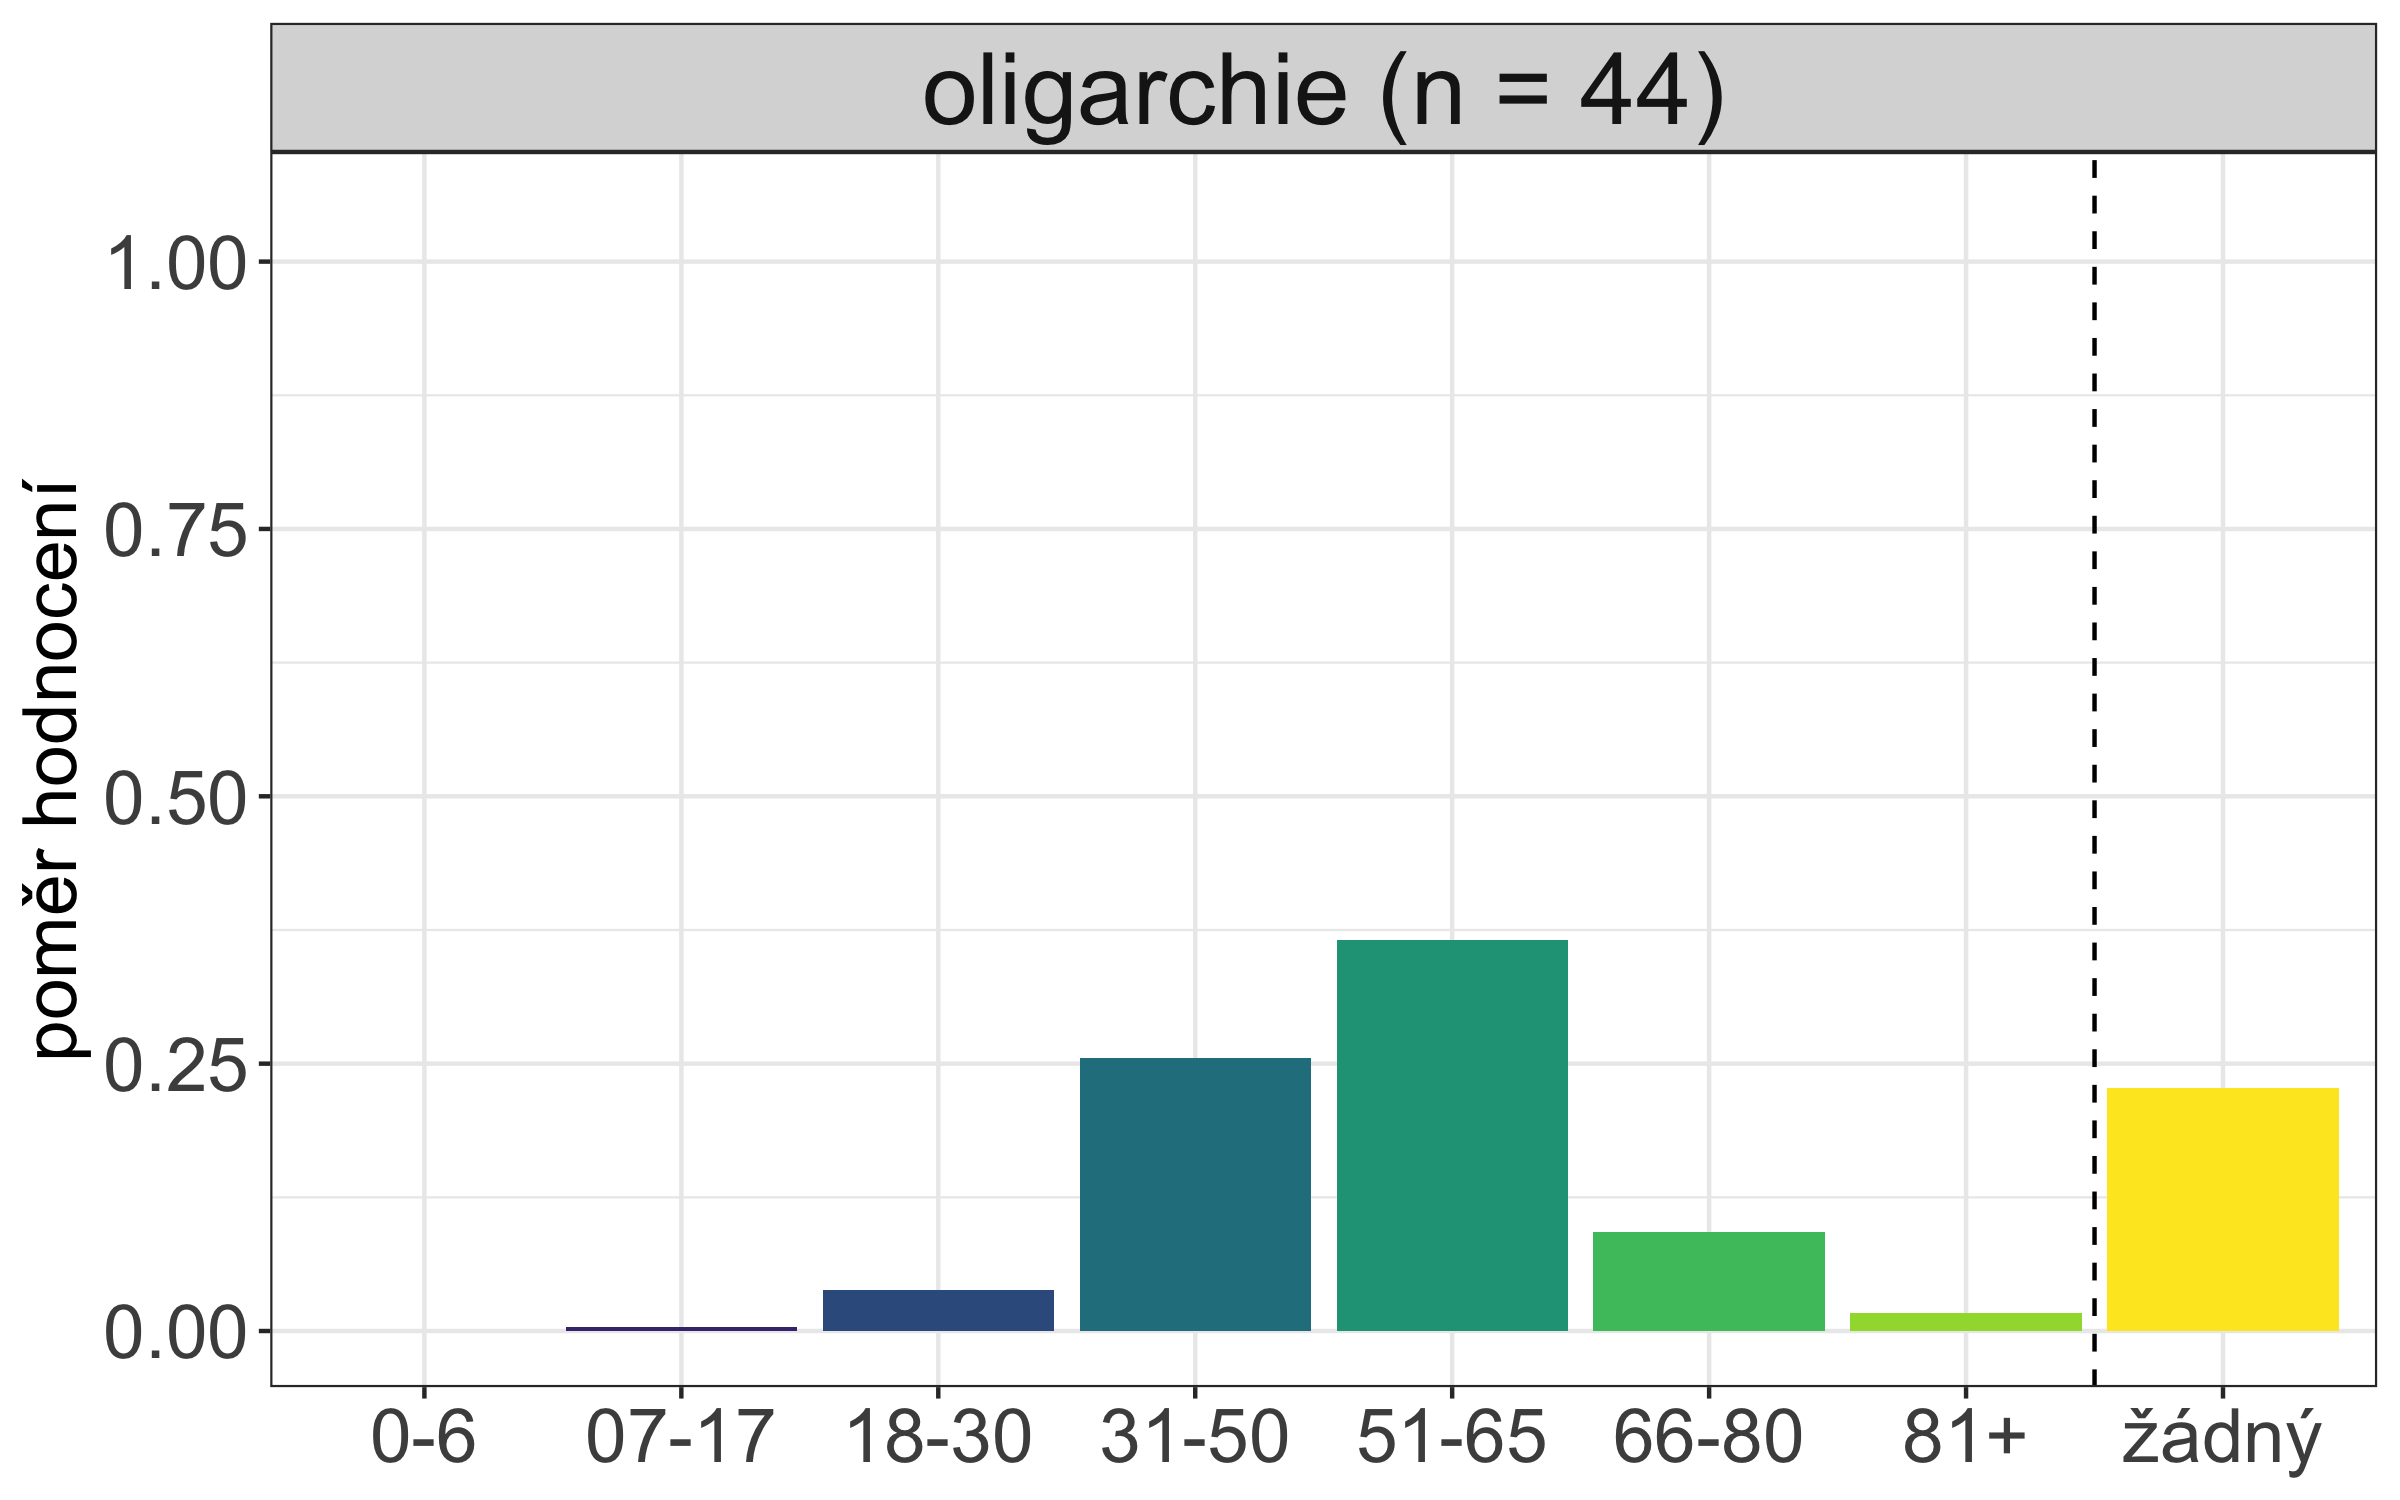 oligarchie (n = 44)
poměr hodnocení
1.00
0.75
0.50
0.25
0.00
0-6 07-17 18-30 31-50 51-65 66-80 81+ žádný